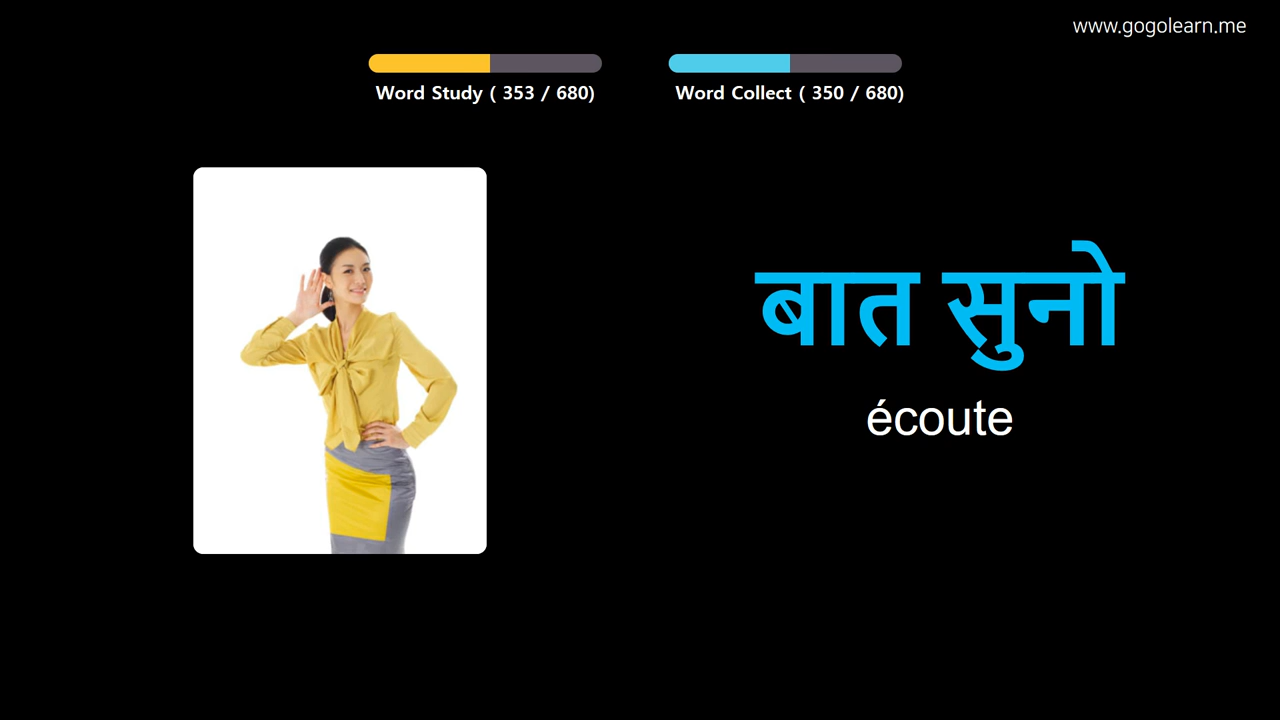 www.gogolearn.me
Word Study ( 353 / 680)
Word Collect ( 350 / 680)
बात सुनो
écoute